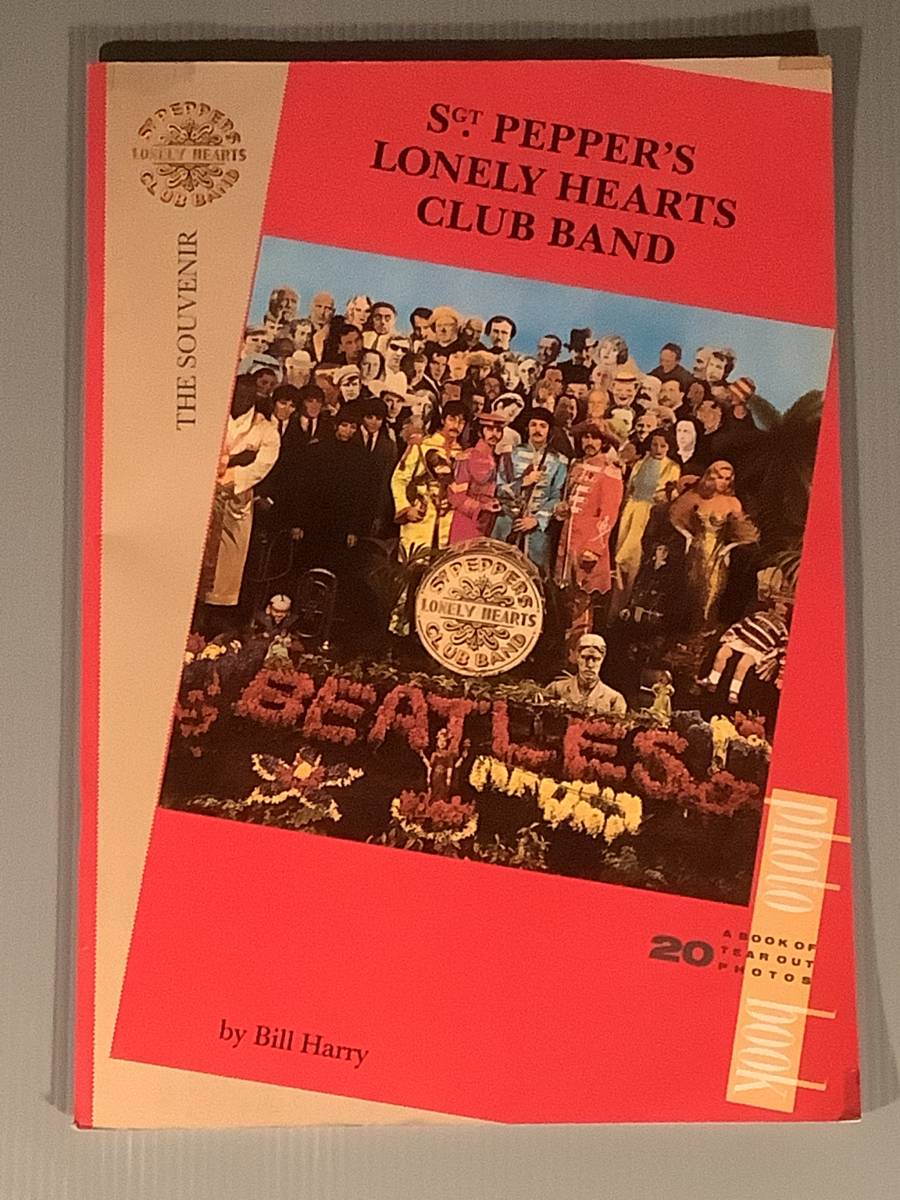 SGT. PEPPER'S
LONELY HEARTS
CLUB BAND
SGT PEPPERS
LONELY HEARTS
CLUB BAND
THE SOUVENIR
SGT PEPPERS
LONELY HEARTS
CLUB BAND
BEATLES
20
A BOOK OF
TEAR OUT
PHOTOS
photo book
by Bill Harry